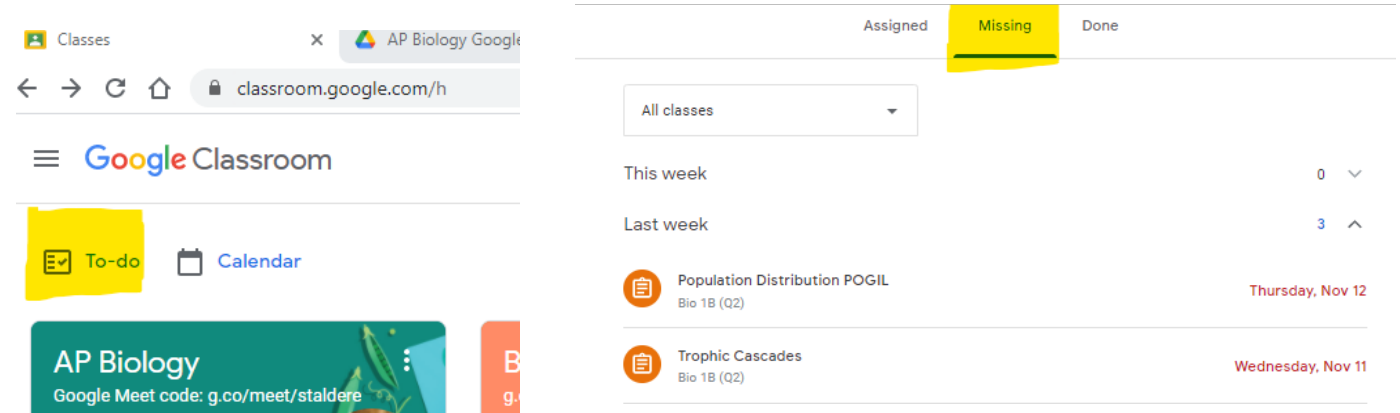 Classes
AP Biology Google
classroom.google.com/h
Google Classroom
To-do
Calendar
AP Biology
Google Meet code: g.co/meet/staldere
B
g.
Assigned Missing Done
All classes
This week 0
Last week 3
Population Distribution POGIL
Bio 1B (Q2)
Thursday, Nov 12
Trophic Cascades
Bio 1B (Q2)
Wednesday, Nov 11